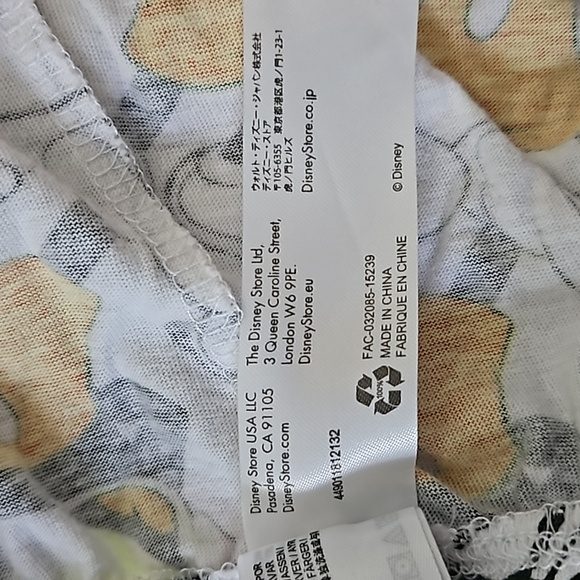 Disney Store USA LLC
Pasadena, CA 91105
DisneyStore.com
The Disney Store Ltd,
3 Queen Caroline Street,
London W6 9PE.
DisneyStore.eu
ウォルト・ディズニー・ジャパン株式会社
ディズニー・ストア
〒105-6355 東京都港区虎ノ門1-23-1
虎ノ門ヒルズ
DisneyStore.co.jp
449011812132
100%
FAC-032085-15239
MADE IN CHINA
FABRIQUE EN CHINE
© Disney
POR
AVAR